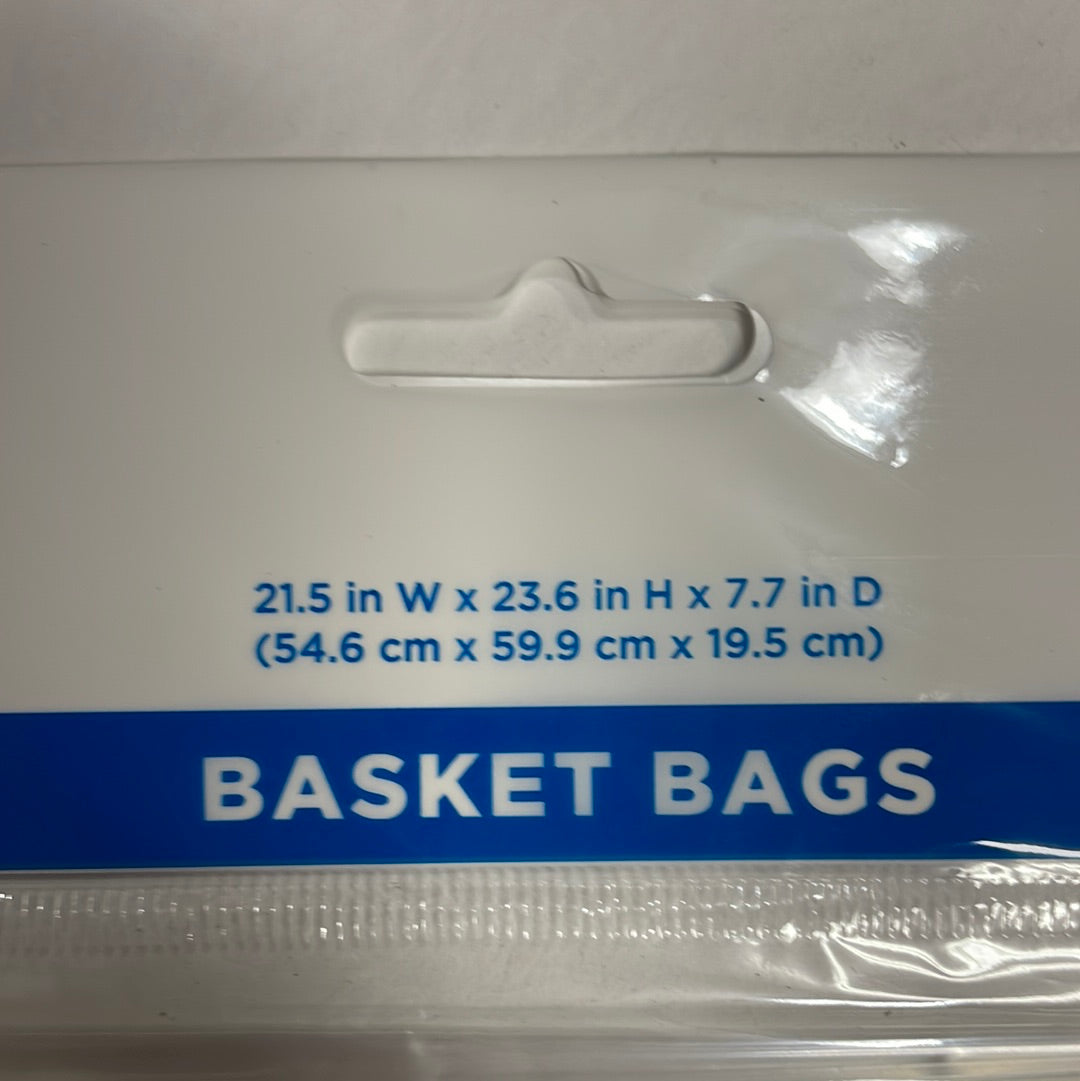 21.5 in W x 23.6 in H x 7.7 in D
(54.6 cm x 59.9 cm x 19.5 cm)
BASKET BAGS